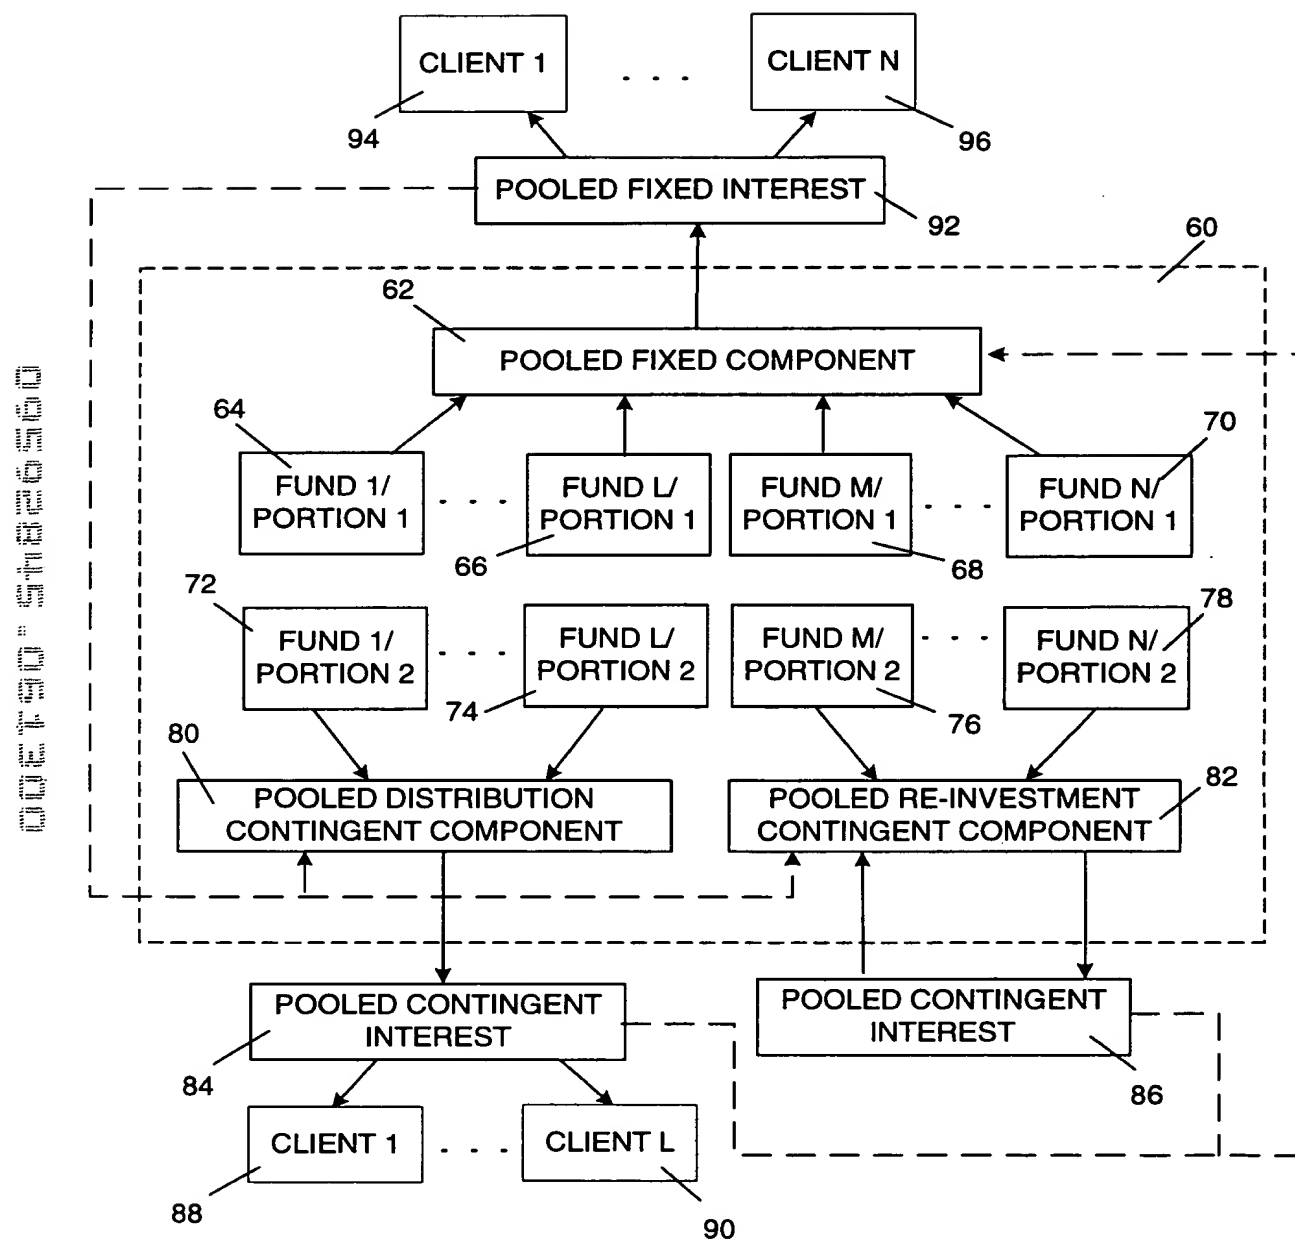 CLIENT 1
. . .
CLIENT N
94
96
POOLED FIXED INTEREST
92
60
62
POOLED FIXED COMPONENT
09592845.061300
64
70
FUND 1/
PORTION 1
. . .
FUND L/
PORTION 1
FUND M/
PORTION 1
. . .
FUND N/
PORTION 1
66
68
72
78
FUND 1/
PORTION 2
. . .
FUND L/
PORTION 2
FUND M/
PORTION 2
. . .
FUND N/
PORTION 2
74
76
80
82
POOLED DISTRIBUTION
CONTINGENT COMPONENT
POOLED RE-INVESTMENT
CONTINGENT COMPONENT
POOLED CONTINGENT
INTEREST
POOLED CONTINGENT
INTEREST
84
86
CLIENT 1
. . .
CLIENT L
88
90